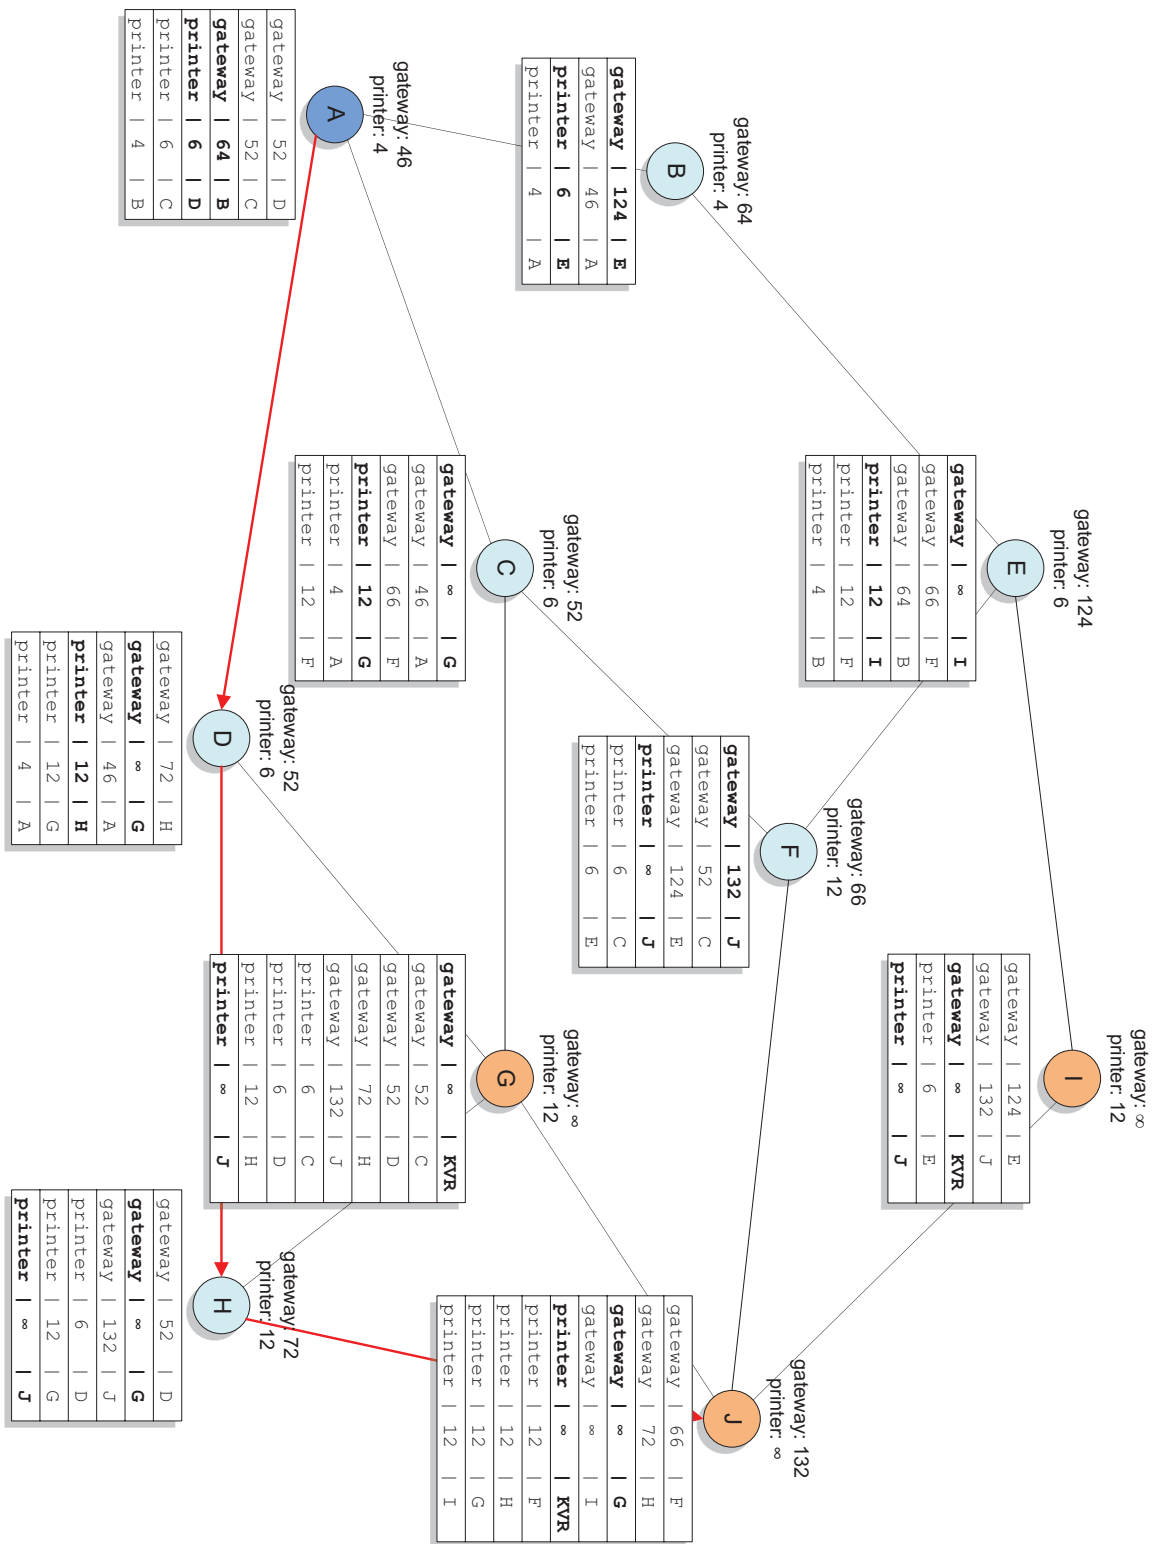 gateway: 46
printer: 4
A
gateway | 52 | D
gateway | 52 | C
gateway | 64 | B
printer | 6 | D
printer | 6 | C
printer | 4 | B
gateway: 64
printer: 4
B
gateway | 124 | E
gateway | 46 | A
printer | 6 | E
printer | 4 | A
gateway: 124
printer: 6
E
gateway | ∞ | I
gateway | 66 | F
gateway | 64 | B
printer | 12 | I
printer | 12 | F
printer | 4 | B
gateway: 52
printer: 6
C
gateway | ∞ | G
gateway | 46 | A
gateway | 66 | F
printer | 12 | G
printer | 4 | A
printer | 12 | F
gateway: 52
printer: 6
D
gateway | 72 | H
gateway | ∞ | G
gateway | 46 | A
printer | 12 | H
printer | 12 | G
printer | 4 | A
gateway: 66
printer: 12
F
gateway | 132 | J
gateway | 52 | C
gateway | 124 | E
printer | ∞ | J
printer | 6 | C
printer | 6 | E
gateway: ∞
printer: 12
I
gateway | 124 | E
gateway | 132 | J
gateway | ∞ | KVR
printer | 6 | E
printer | ∞ | J
gateway: ∞
printer: 12
G
gateway | ∞ | KVR
gateway | 52 | C
gateway | 52 | D
gateway | 72 | H
gateway | 132 | J
printer | 6 | C
printer | 6 | D
printer | 12 | H
printer | ∞ | J
gateway: 72
printer: 12
H
gateway | 52 | D
gateway | ∞ | G
gateway | 132 | J
printer | 6 | D
printer | 12 | G
printer | ∞ | J
gateway: 132
printer: ∞
J
gateway | 66 | F
gateway | 72 | H
gateway | ∞ | G
gateway | ∞ | I
printer | ∞ | KVR
printer | 12 | F
printer | 12 | H
printer | 12 | G
printer | 12 | I